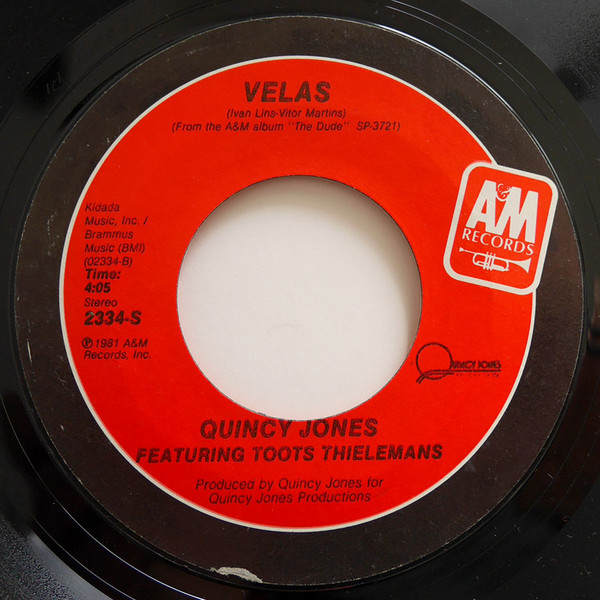 VELAS
(Ivan Lins-Vitor Martins)
(From the A&M album "The Dude" SP-3721)
Kidada
Music, Inc. /
Brammus
Music (BMI)
(02334-B)
Time:
4:05
Stereo
2334-S
℗ 1981 A&M
Records, Inc.
A&M
RECORDS
QUINCY JONES
QUINCY JONES
FEATURING TOOTS THIELEMANS
Produced by Quincy Jones for
Quincy Jones Productions